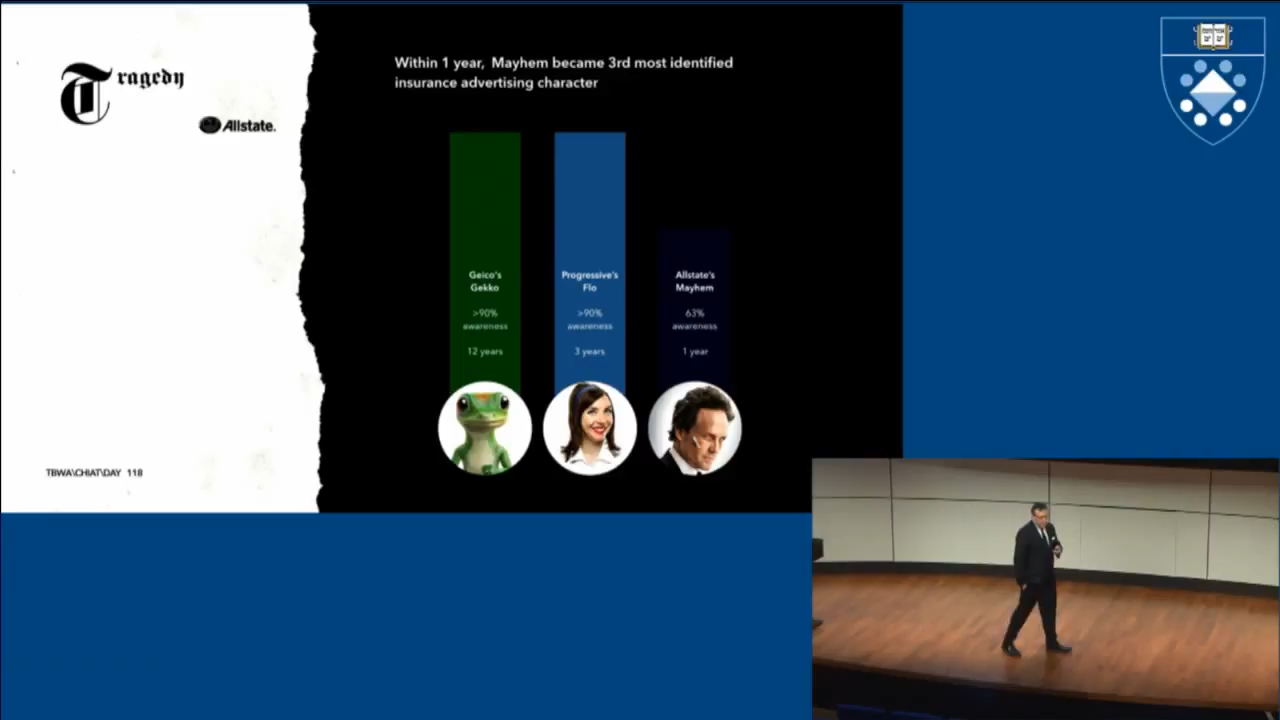 Tragedy
Allstate.
Within 1 year, Mayhem became 3rd most identified
insurance advertising character
Geico's
Gekko
>90%
awareness
12 years
Progressive's
Flo
>90%
awareness
3 years
Allstate's
Mayhem
63%
awareness
1 year
TBWA\CHIAT\DAY 118